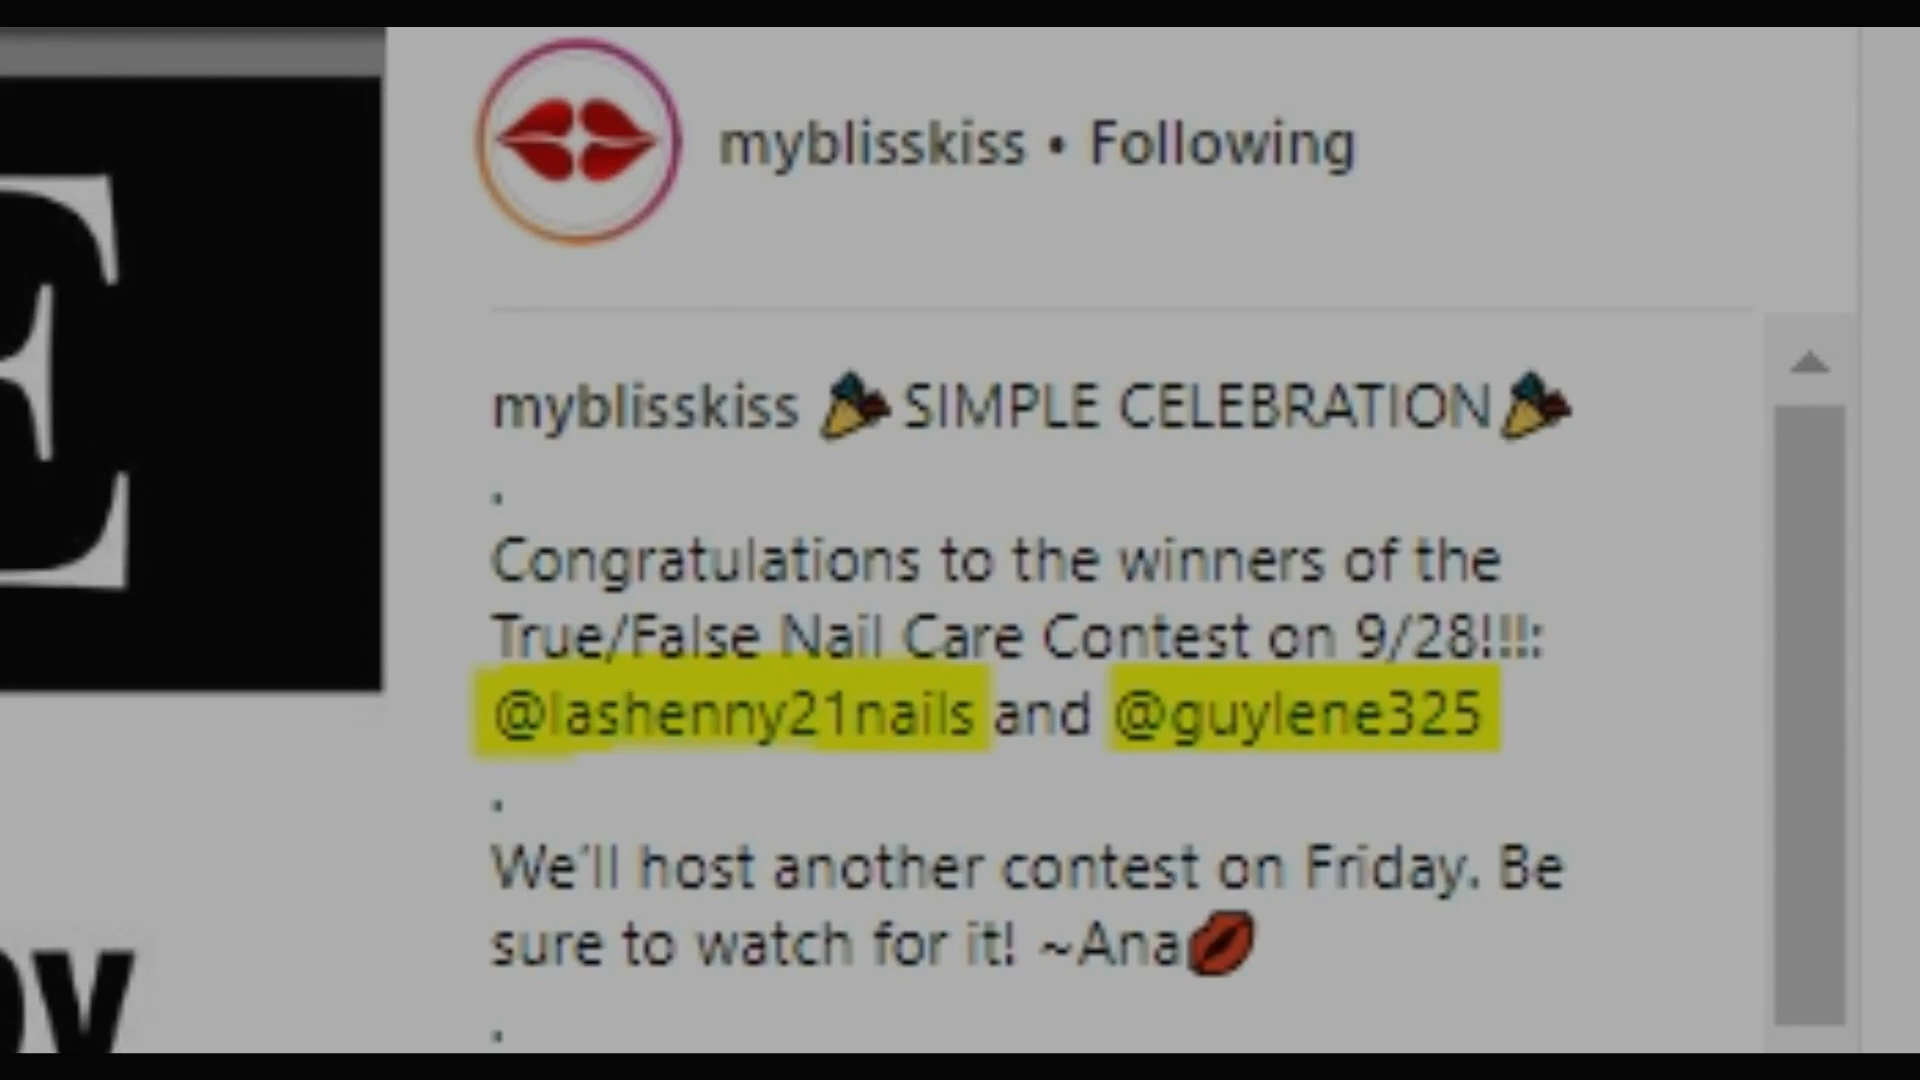 E
myblisskiss • Following
myblisskiss 🎉SIMPLE CELEBRATION🎉
.
Congratulations to the winners of the
True/False Nail Care Contest on 9/28!!!:
@lashenny21nails and @guylene325
.
We'll host another contest on Friday. Be
sure to watch for it! ~Ana💋
.